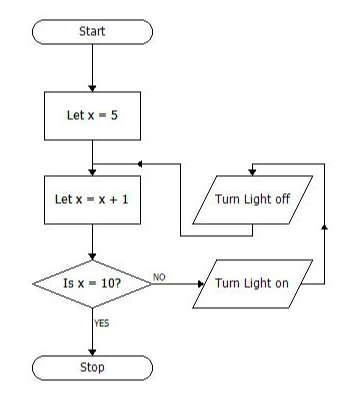 Start
Let x = 5
Let x = x + 1
Turn Light off
Is x = 10?
NO
Turn Light on
YES
Stop